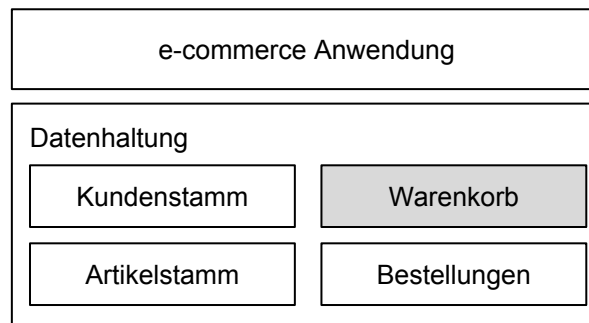 e-commerce Anwendung
Datenhaltung
Kundenstamm
Warenkorb
Artikelstamm
Bestellungen